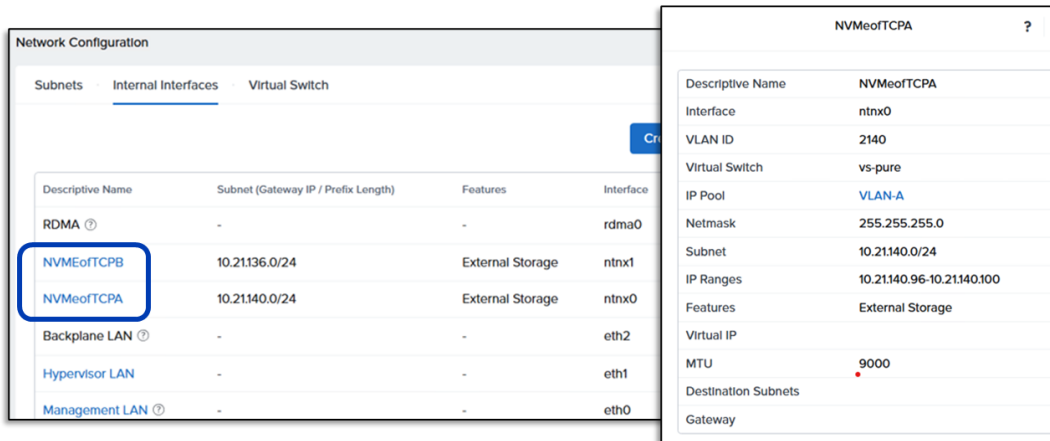 Network Configuration
Subnets Internal Interfaces Virtual Switch
Descriptive Name Subnet (Gateway IP / Prefix Length) Features Interface
RDMA ? - - rdma0
NVMEofTCPB 10.21.136.0/24 External Storage ntnx1
NVMeofTCPA 10.21.140.0/24 External Storage ntnx0
Backplane LAN ? - - eth2
Hypervisor LAN - - eth1
Management LAN ? - - eth0
NVMeofTCPA ?
Descriptive Name NVMeofTCPA
Interface ntnx0
VLAN ID 2140
Virtual Switch vs-pure
IP Pool VLAN-A
Netmask 255.255.255.0
Subnet 10.21.140.0/24
IP Ranges 10.21.140.96-10.21.140.100
Features External Storage
Virtual IP
MTU 9000
Destination Subnets
Gateway